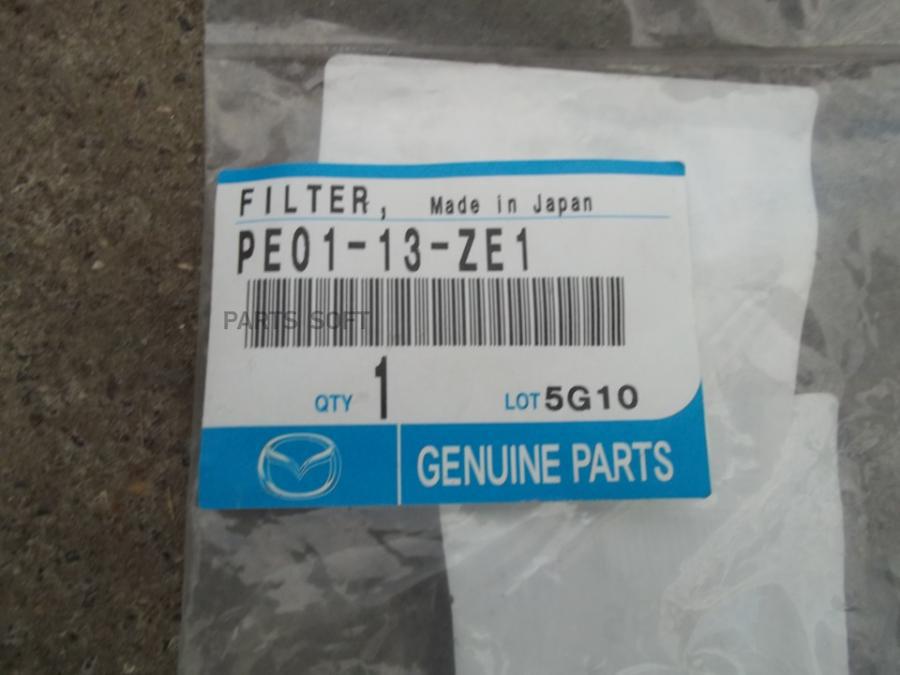 FILTER, Made in Japan
PE01-13-ZE1
PARTS SOFT
QTY 1 LOT 5G10
GENUINE PARTS